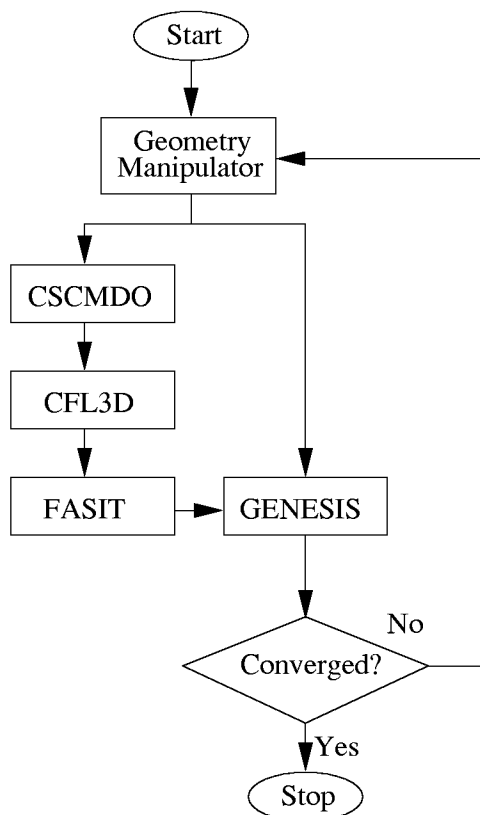 Start
Geometry
Manipulator
CSCMDO
CFL3D
FASIT
GENESIS
No
Converged?
Yes
Stop